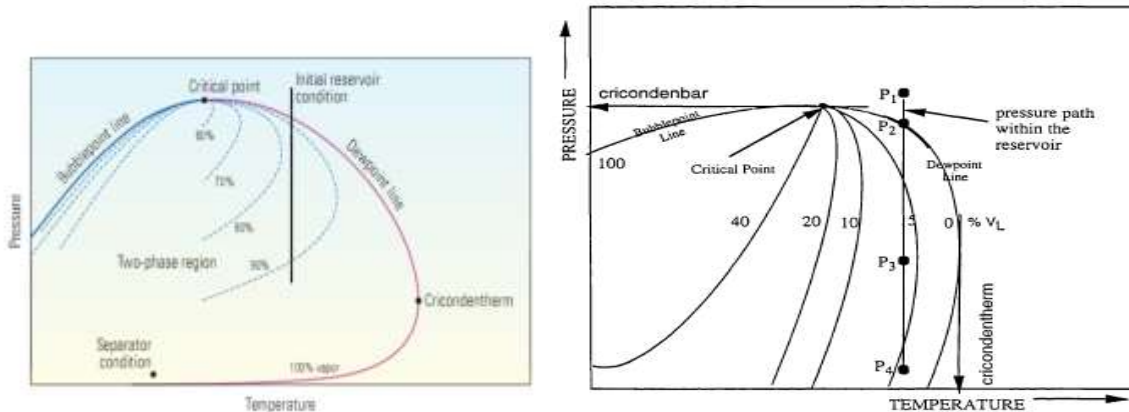 Critical point
Initial reservoir
condition
Bubblepoint line
Dewpoint line
80%
70%
60%
90%
Two-phase region
Cricondentherm
Separator
condition
100% vapor
Pressure
Temperature
PRESSURE
cricondenbar
P1
P2
pressure path
within the
reservoir
Bubblepoint
Line
Dewpoint
Line
100
Critical Point
40
20
10
5
0
% VL
P3
P4
cricondentherm
TEMPERATURE